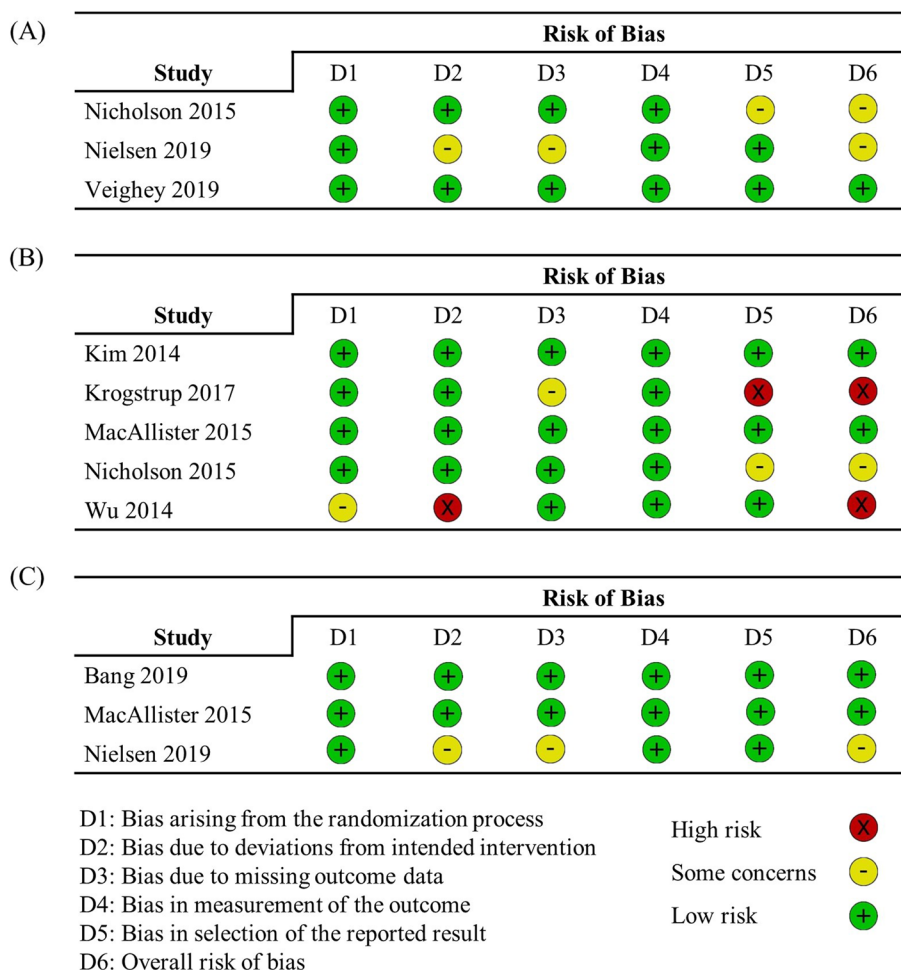 (A)
Risk of Bias
Study D1 D2 D3 D4 D5 D6
Nicholson 2015 + + + + - -
Nielsen 2019 + - - + + -
Veighey 2019 + + + + + +
(B)
Risk of Bias
Study D1 D2 D3 D4 D5 D6
Kim 2014 + + + + + +
Krogstrup 2017 + + - + X X
MacAllister 2015 + + + + + +
Nicholson 2015 + + + + - -
Wu 2014 - X + + + X
(C)
Risk of Bias
Study D1 D2 D3 D4 D5 D6
Bang 2019 + + + + + +
MacAllister 2015 + + + + + +
Nielsen 2019 + - - + + -
D1: Bias arising from the randomization process
D2: Bias due to deviations from intended intervention
D3: Bias due to missing outcome data
D4: Bias in measurement of the outcome
D5: Bias in selection of the reported result
D6: Overall risk of bias
High risk X
Some concerns -
Low risk +